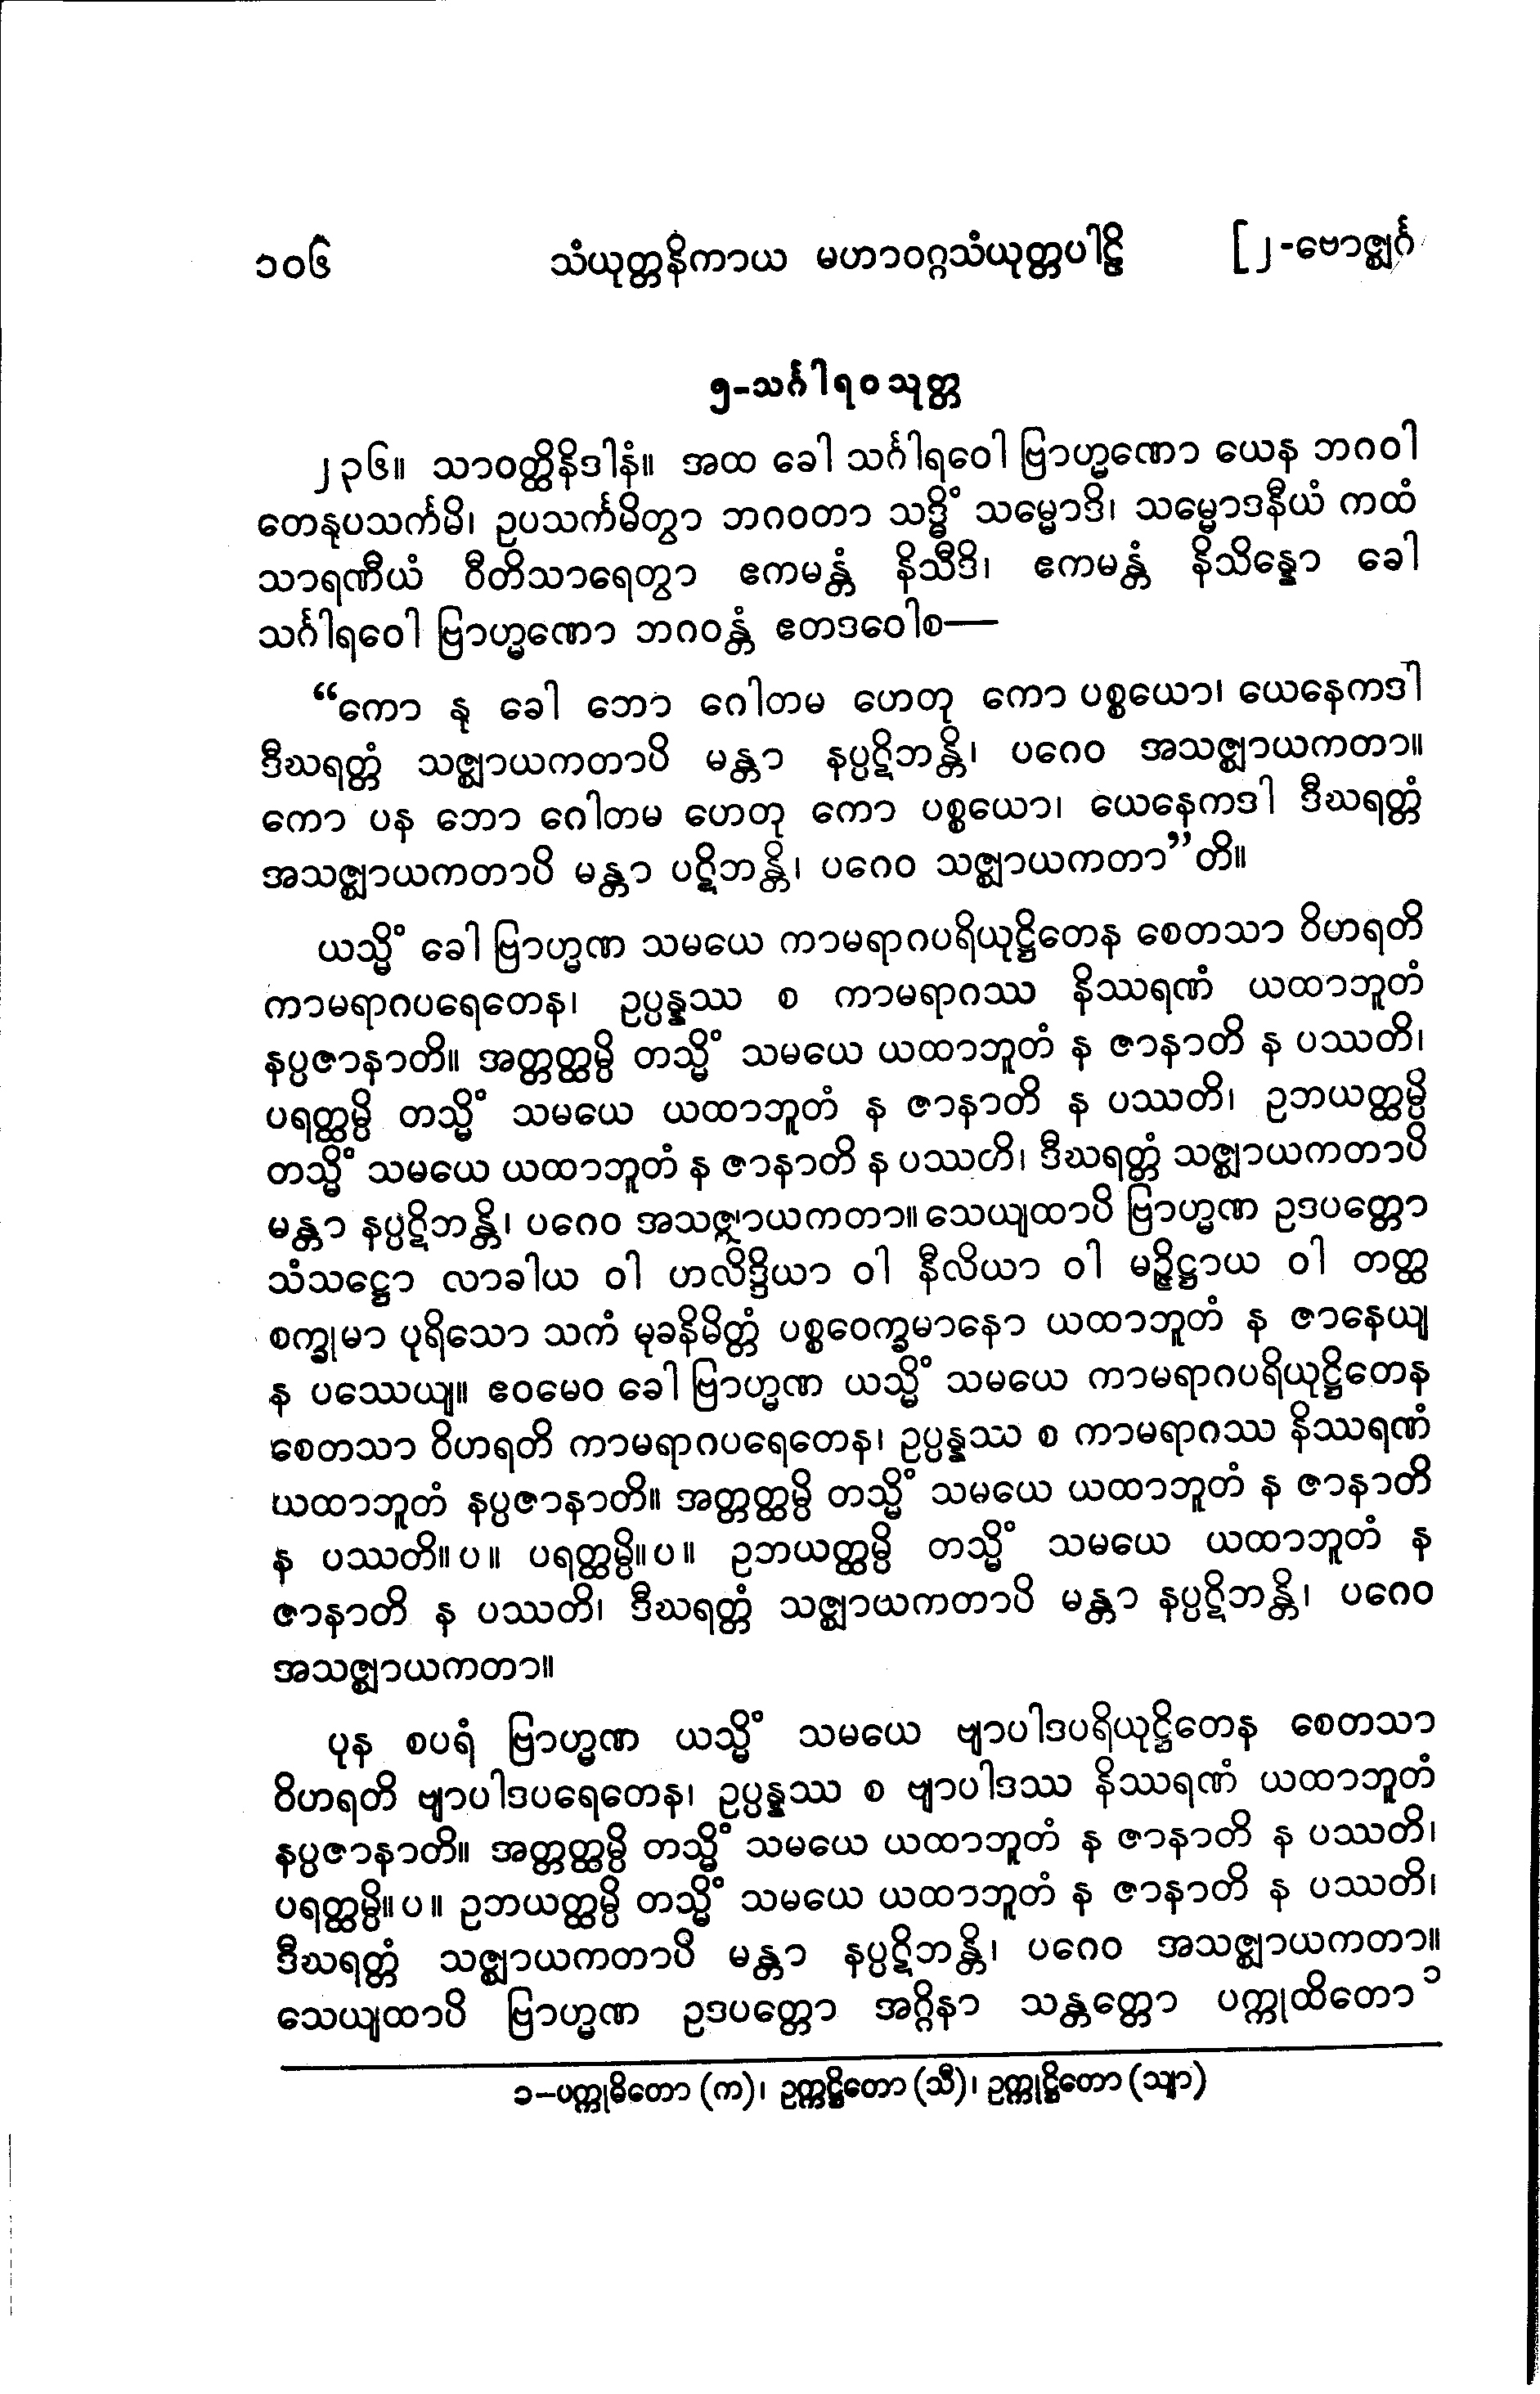 ၁၀၆ သံယုတ္တနိကာယ မဟာဝဂ္ဂသံယုတ္တပါဠိ [၂-ဗောဇ္ဈင်္ဂ
၅-သင်္ဂါရဝသုတ္တ
၂၃၆။ သာဝတ္ထိနိဒါနံ။ အထ ခေါ သင်္ဂါရဝေါ ဗြာဟ္မဏော ယေန ဘဂဝါ
တေနုပသင်္ကမိ၊ ဥပသင်္ကမိတွာ ဘဂဝတာ သဒ္ဓိံ သမ္မောဒိ၊ သမ္မောဒနီယံ ကထံ
သာရဏီယံ ဝီတိသာရေတွာ ဧကမန္တံ နိသီဒိ၊ ဧကမန္တံ နိသိန္နော ခေါ
သင်္ဂါရဝေါ ဗြာဟ္မဏော ဘဂဝန္တံ ဧတဒဝေါစ—
“ကော နု ခေါ ဘော ဂေါတမ ဟေတု ကော ပစ္စယော၊ ယေနေကဒါ
ဒီဃရတ္တံ သဇ္ဈာယကတာပိ မန္တာ နပ္ပဋိဘန္တိ၊ ပဂေဝ အသဇ္ဈာယကတာ။
ကော ပန ဘော ဂေါတမ ဟေတု ကော ပစ္စယော၊ ယေနေကဒါ ဒီဃရတ္တံ
အသဇ္ဈာယကတာပိ မန္တာ ပဋိဘန္တိ၊ ပဂေဝ သဇ္ဈာယကတာ”တိ။
ယသ္မိံ ခေါ ဗြာဟ္မဏ သမယေ ကာမရာဂပရိယုဋ္ဌိတေန စေတသာ ဝိဟရတိ
ကာမရာဂပရေတေန၊ ဥပ္ပန္နဿ စ ကာမရာဂဿ နိဿရဏံ ယထာဘူတံ
နပ္ပဇာနာတိ။ အတ္တတ္ထမ္ပိ တသ္မိံ သမယေ ယထာဘူတံ န ဇာနာတိ န ပဿတိ၊
ပရတ္ထမ္ပိ တသ္မိံ သမယေ ယထာဘူတံ န ဇာနာတိ န ပဿတိ၊ ဥဘယတ္ထမ္ပိ
တသ္မိံ သမယေ ယထာဘူတံ န ဇာနာတိ န ပဿတိ၊ ဒီဃရတ္တံ သဇ္ဈာယကတာပိ
မန္တာ နပ္ပဋိဘန္တိ၊ ပဂေဝ အသဇ္ဈာယကတာ။ သေယျထာပိ ဗြာဟ္မဏ ဥဒပတ္တော
သံသဋ္ဌော လာခါယ ဝါ ဟလိဒ္ဒိယာ ဝါ နီလိယာ ဝါ မဉ္ဇိဋ္ဌာယ ဝါ တတ္ထ
စက္ခုမာ ပုရိသော သကံ မုခနိမိတ္တံ ပစ္စဝေက္ခမာနော ယထာဘူတံ န ဇာနေယျ
န ပဿေယျ။ ဧဝမေဝ ခေါ ဗြာဟ္မဏ ယသ္မိံ သမယေ ကာမရာဂပရိယုဋ္ဌိတေန
စေတသာ ဝိဟရတိ ကာမရာဂပရေတေန၊ ဥပ္ပန္နဿ စ ကာမရာဂဿ နိဿရဏံ
ယထာဘူတံ နပ္ပဇာနာတိ။ အတ္တတ္ထမ္ပိ တသ္မိံ သမယေ ယထာဘူတံ န ဇာနာတိ
န ပဿတိ။ပ။ ပရတ္ထမ္ပိ။ပ။ ဥဘယတ္ထမ္ပိ တသ္မိံ သမယေ ယထာဘူတံ န
ဇာနာတိ န ပဿတိ၊ ဒီဃရတ္တံ သဇ္ဈာယကတာပိ မန္တာ နပ္ပဋိဘန္တိ၊ ပဂေဝ
အသဇ္ဈာယကတာ။
ပုန စပရံ ဗြာဟ္မဏ ယသ္မိံ သမယေ ဗျာပါဒပရိယုဋ္ဌိတေန စေတသာ
ဝိဟရတိ ဗျာပါဒပရေတေန၊ ဥပ္ပန္နဿ စ ဗျာပါဒဿ နိဿရဏံ ယထာဘူတံ
နပ္ပဇာနာတိ။ အတ္တတ္ထမ္ပိ တသ္မိံ သမယေ ယထာဘူတံ န ဇာနာတိ န ပဿတိ၊
ပရတ္ထမ္ပိ။ပ။ ဥဘယတ္ထမ္ပိ တသ္မိံ သမယေ ယထာဘူတံ န ဇာနာတိ န ပဿတိ၊
ဒီဃရတ္တံ သဇ္ဈာယကတာပိ မန္တာ နပ္ပဋိဘန္တိ၊ ပဂေဝ အသဇ္ဈာယကတာ။
သေယျထာပိ ဗြာဟ္မဏ ဥဒပတ္တော အဂ္ဂိနာ သန္တတ္တော ပက္ကုထိတော ၁
၁-ပက္ကုဓိတော (က)၊ ဥက္ကဋ္ဌိတော (သီ)၊ ဥက္ကုဋ္ဌိတော (သျာ)